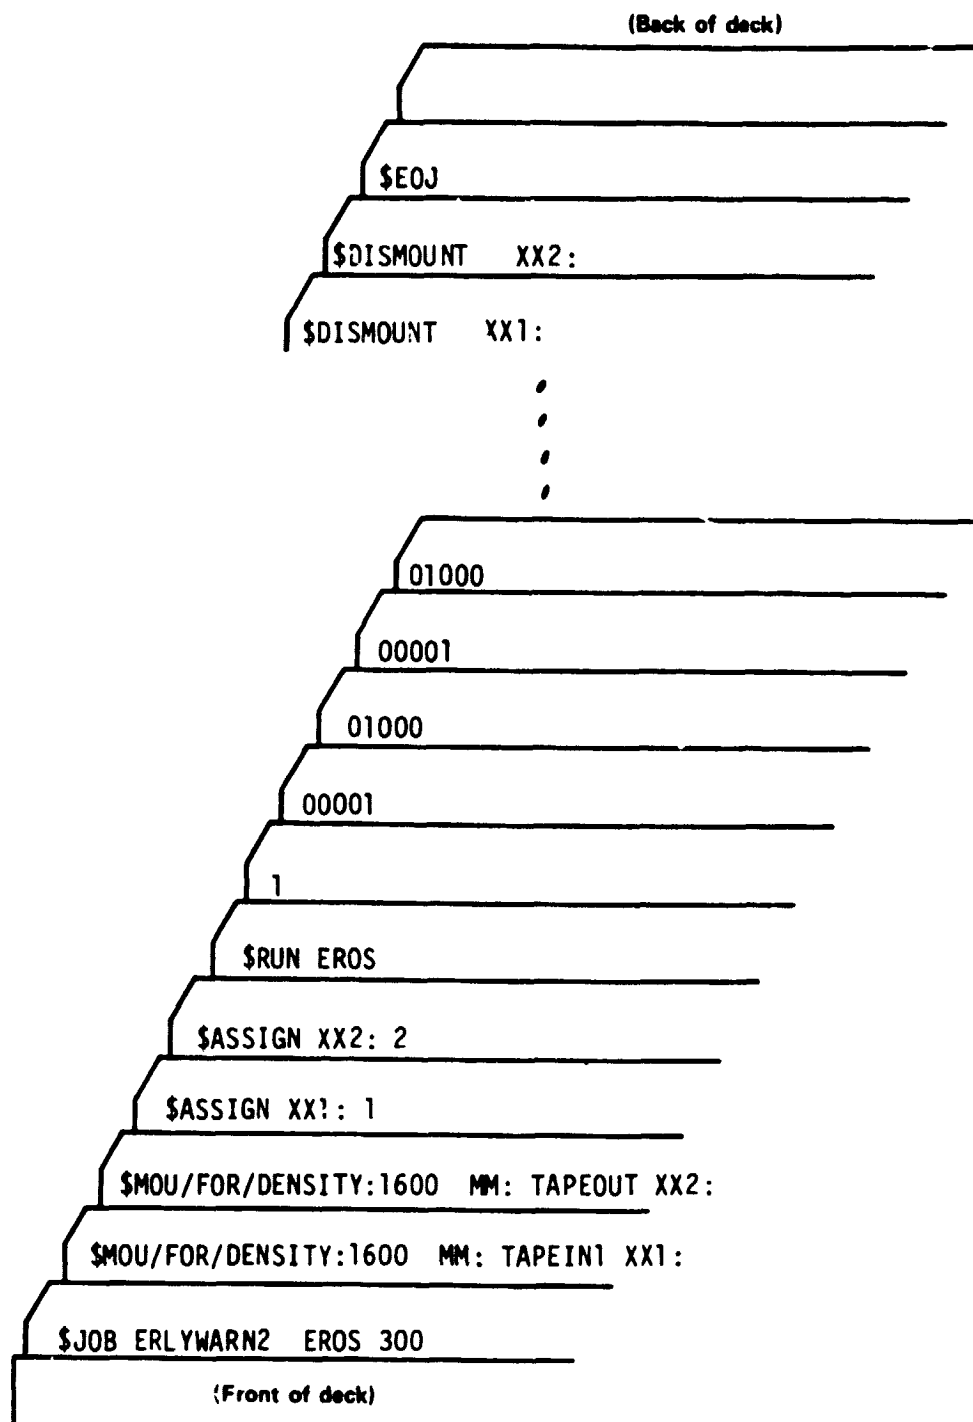 (Back of deck)
$EOJ
$DISMOUNT XX2:
$DISMOUNT XX1:
01000
00001
01000
00001
1
$RUN EROS
$ASSIGN XX2: 2
$ASSIGN XX1: 1
$MOU/FOR/DENSITY:1600 MM: TAPEOUT XX2:
$MOU/FOR/DENSITY:1600 MM: TAPEIN1 XX1:
$JOB ERLYWARN2 EROS 300
(Front of deck)